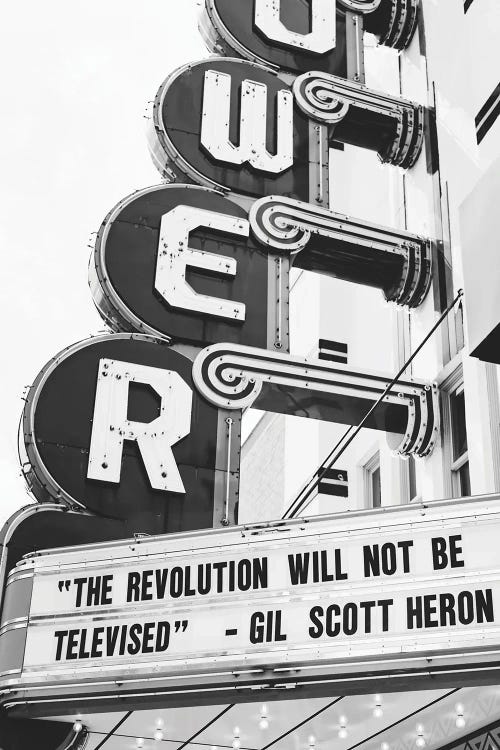 O
W
E
R
"THE REVOLUTION WILL NOT BE
TELEVISED" - GIL SCOTT HERON